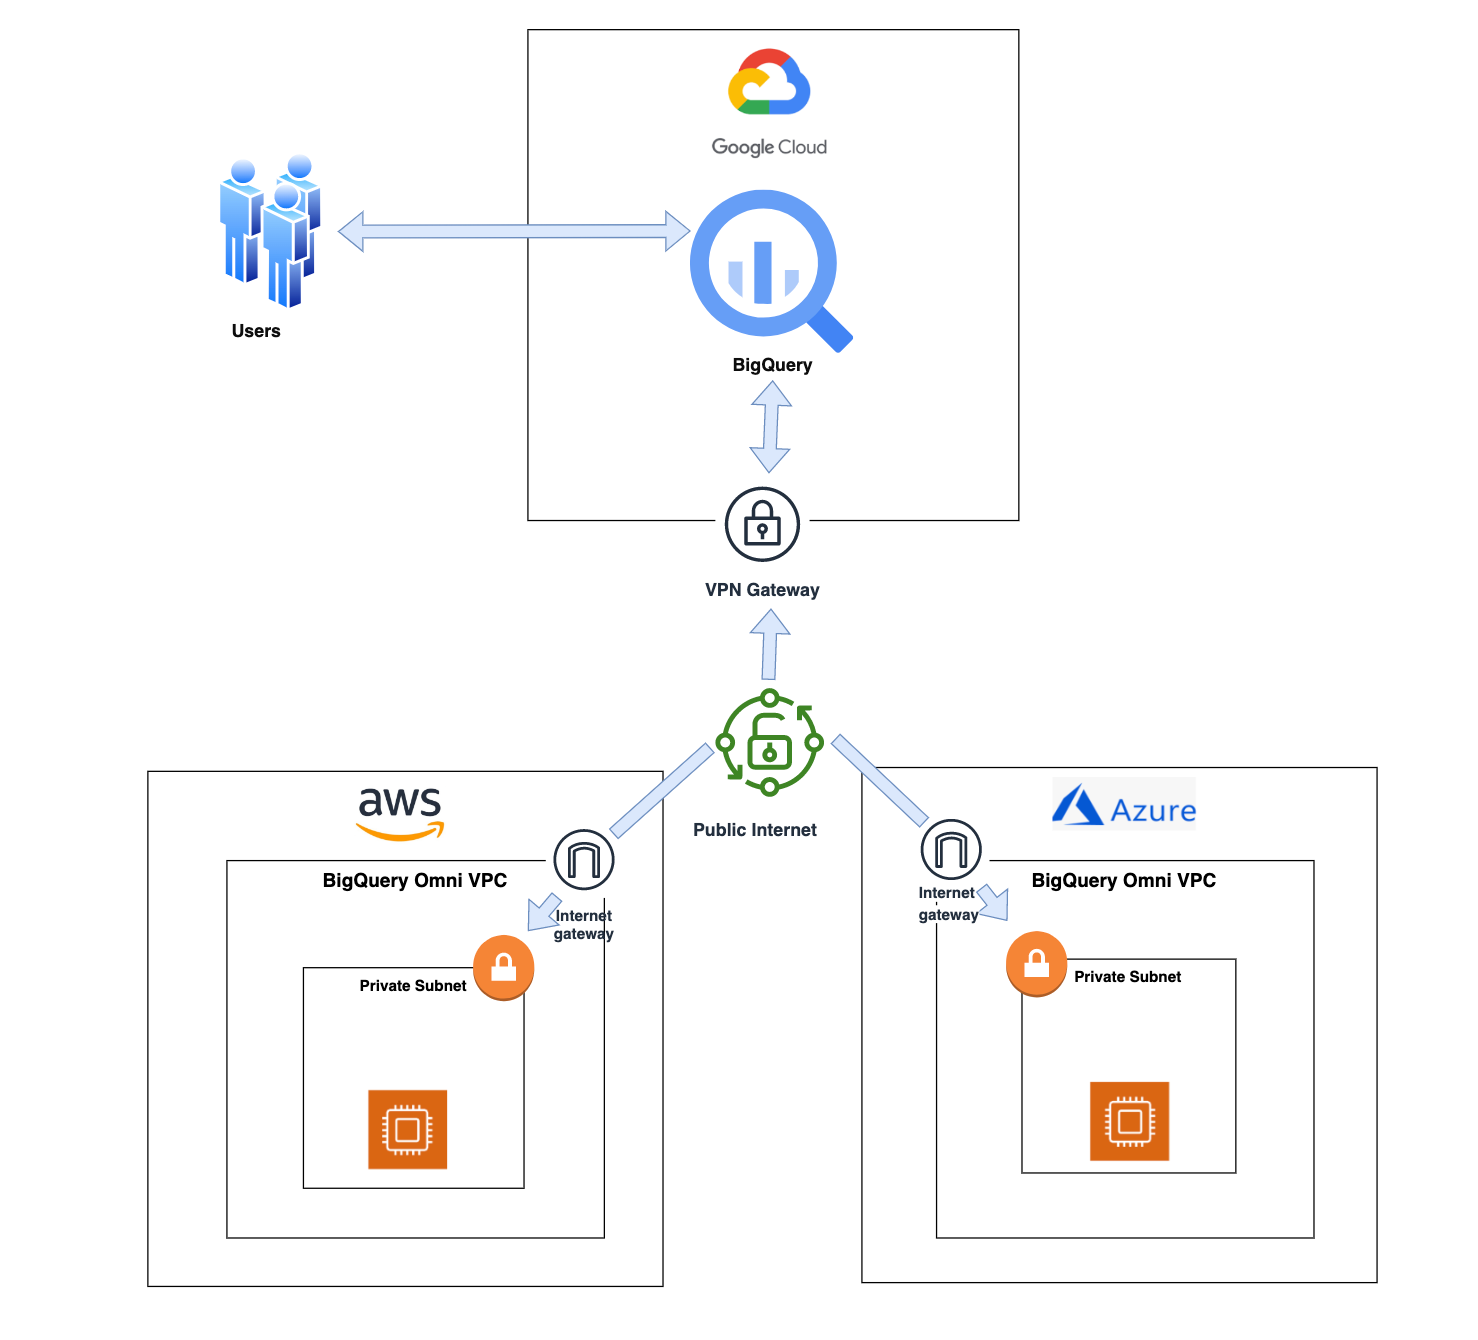 Google Cloud
Users
BigQuery
VPN Gateway
Public Internet
aws
Azure
BigQuery Omni VPC
Internet
gateway
Private Subnet
BigQuery Omni VPC
Internet
gateway
Private Subnet